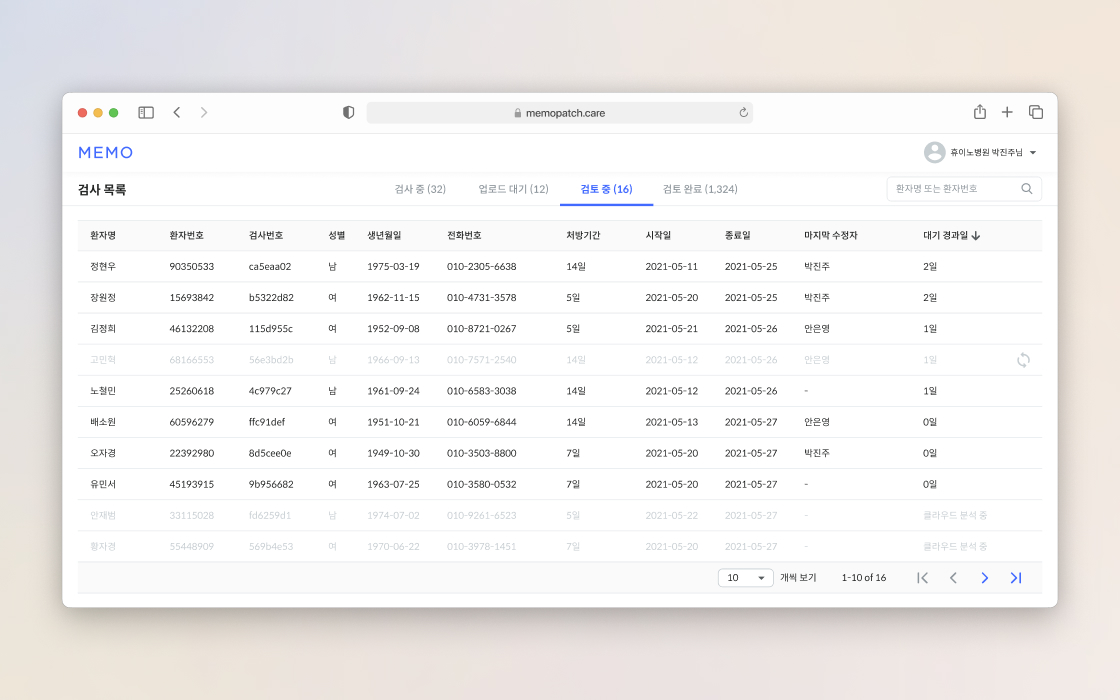 memopatch.care
MEMO
휴이노병원 박진주님
검사 목록 검사 중 (32) 업로드 대기 (12) 검토 중 (16) 검토 완료 (1,324) 환자명 또는 환자번호
환자명 환자번호 검사번호 성별 생년월일 전화번호 처방기간 시작일 종료일 마지막 수정자 대기 경과일
정현우 90350533 ca5eaa02 남 1975-03-19 010-2305-6638 14일 2021-05-11 2021-05-25 박진주 2일
장원정 15693842 b5322d82 여 1962-11-15 010-4731-3578 5일 2021-05-20 2021-05-25 박진주 2일
김정희 46132208 115d955c 여 1952-09-08 010-8721-0267 5일 2021-05-21 2021-05-26 안은영 1일
고민혁 68166553 56e3bd2b 남 1966-09-13 010-7571-2540 14일 2021-05-12 2021-05-26 안은영 1일
노철민 25260618 4c979c27 남 1961-09-24 010-6583-3038 14일 2021-05-12 2021-05-26 - 1일
배소원 60596279 ffc91def 여 1951-10-21 010-6059-6844 14일 2021-05-13 2021-05-27 안은영 0일
오자경 22392980 8d5cee0e 여 1949-10-30 010-3503-8800 7일 2021-05-20 2021-05-27 박진주 0일
유민서 45193915 9b956682 여 1963-07-25 010-3580-0532 7일 2021-05-20 2021-05-27 - 0일
안재범 33115028 fd6259d1 남 1974-07-02 010-9261-6523 5일 2021-05-22 2021-05-27 - 클라우드 분석 중
황자경 55448909 569b4e53 여 1970-06-22 010-3978-1451 7일 2021-05-20 2021-05-27 - 클라우드 분석 중
10 개씩 보기 1-10 of 16